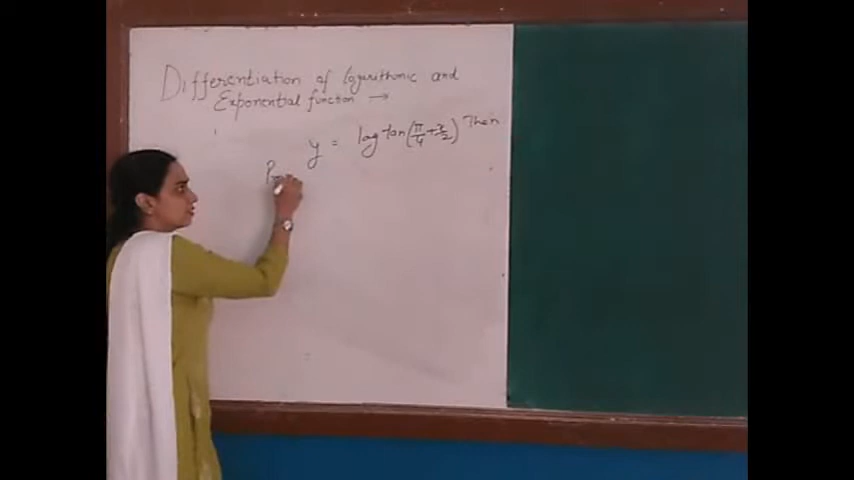 Differentiation of logarithmic and
Exponential function →
y = log tan(π/4 + x/2) Then